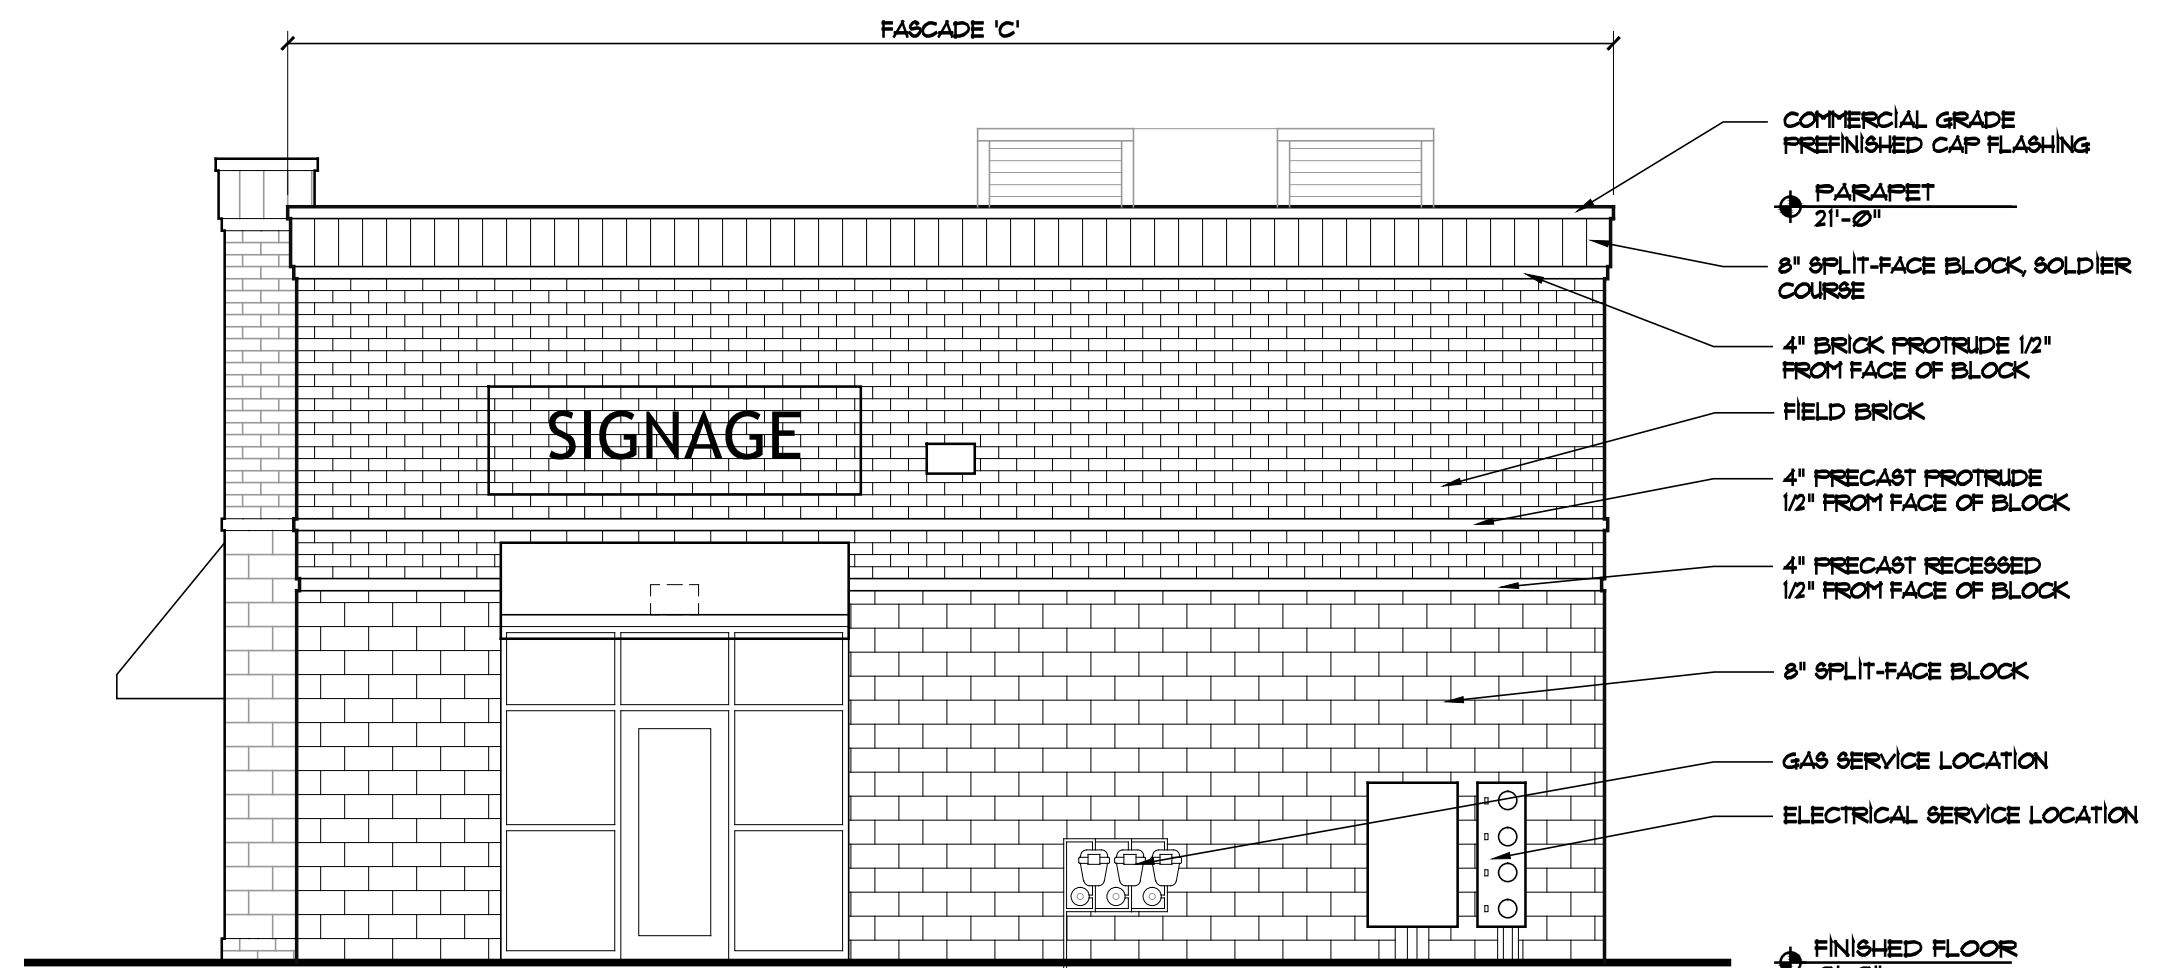 FASCADE 'C'
COMMERCIAL GRADE
PREFINISHED CAP FLASHING
PARAPET
21'-0"
8" SPLIT-FACE BLOCK, SOLDIER
COURSE
4" BRICK PROTRUDE 1/2"
FROM FACE OF BLOCK
SIGNAGE
FIELD BRICK
4" PRECAST PROTRUDE
1/2" FROM FACE OF BLOCK
4" PRECAST RECESSED
1/2" FROM FACE OF BLOCK
8" SPLIT-FACE BLOCK
GAS SERVICE LOCATION
ELECTRICAL SERVICE LOCATION
FINISHED FLOOR